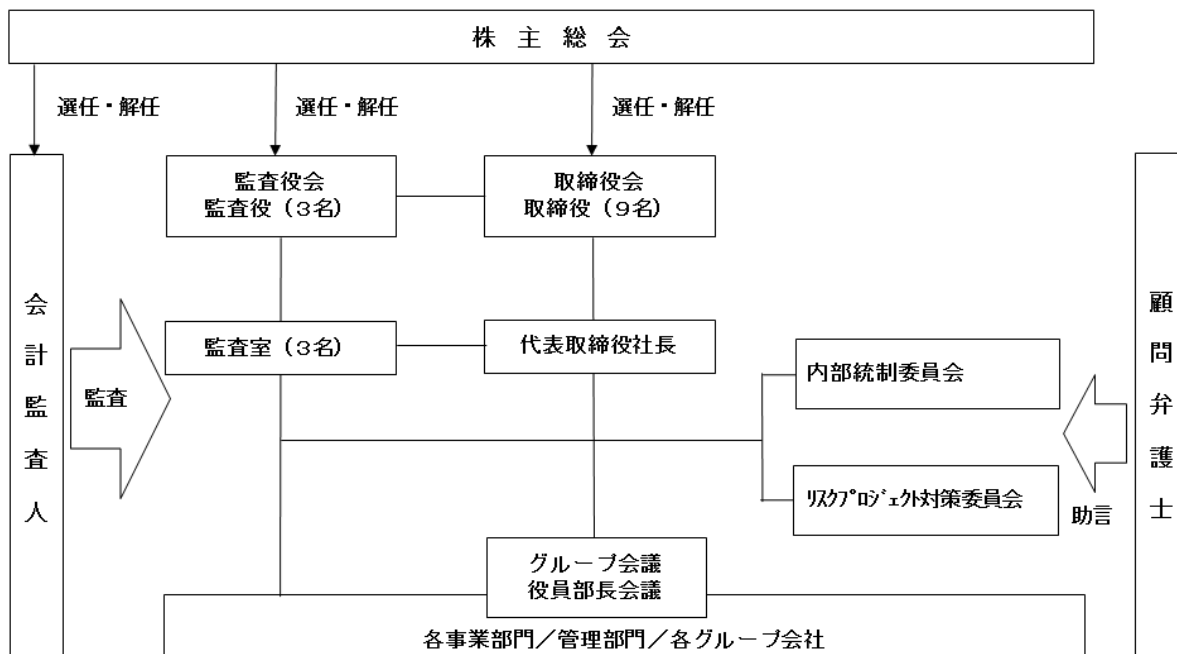 株主総会
選任・解任
選任・解任
選任・解任
監査役会
監査役(3名)
取締役会
取締役(9名)
会計監査人
監査
監査室(3名)
代表取締役社長
内部統制委員会
リスクプロジェクト対策委員会
顧問弁護士
助言
グループ会議
役員部長会議
各事業部門/管理部門/各グループ会社